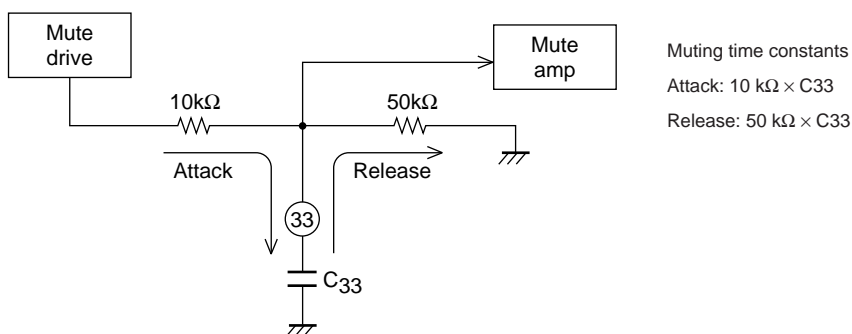 Mute
drive
Mute
amp
10kΩ
50kΩ
Attack
Release
33
C33
Muting time constants
Attack: 10 kΩ × C33
Release: 50 kΩ × C33